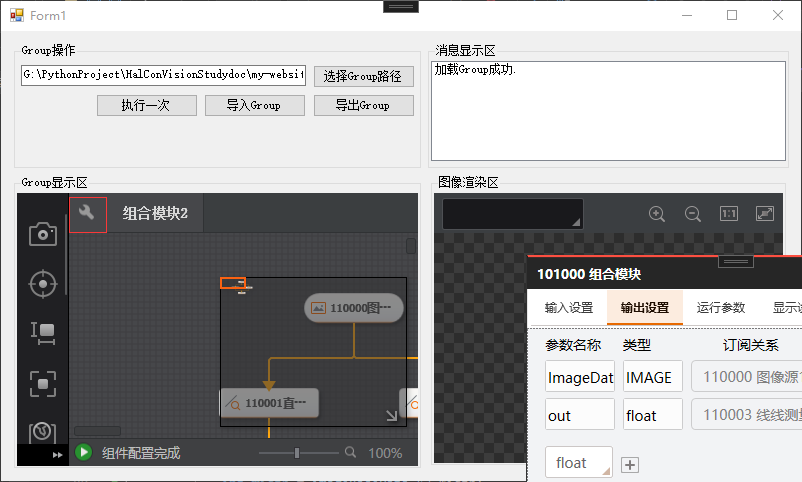 Form1
Group操作
G:\PythonProject\HalConVisionStudydoc\my-websi
选择Group路径
执行一次
导入Group
导出Group
消息显示区
加载Group成功.
Group显示区
组合模块2
110000图···
110001直···
组件配置完成
100%
图像渲染区
1:1
101000 组合模块
输入设置
输出设置
运行参数
显示
参数名称
类型
订阅关系
ImageDat
IMAGE
110000 图像源
out
float
110003 线线测
float